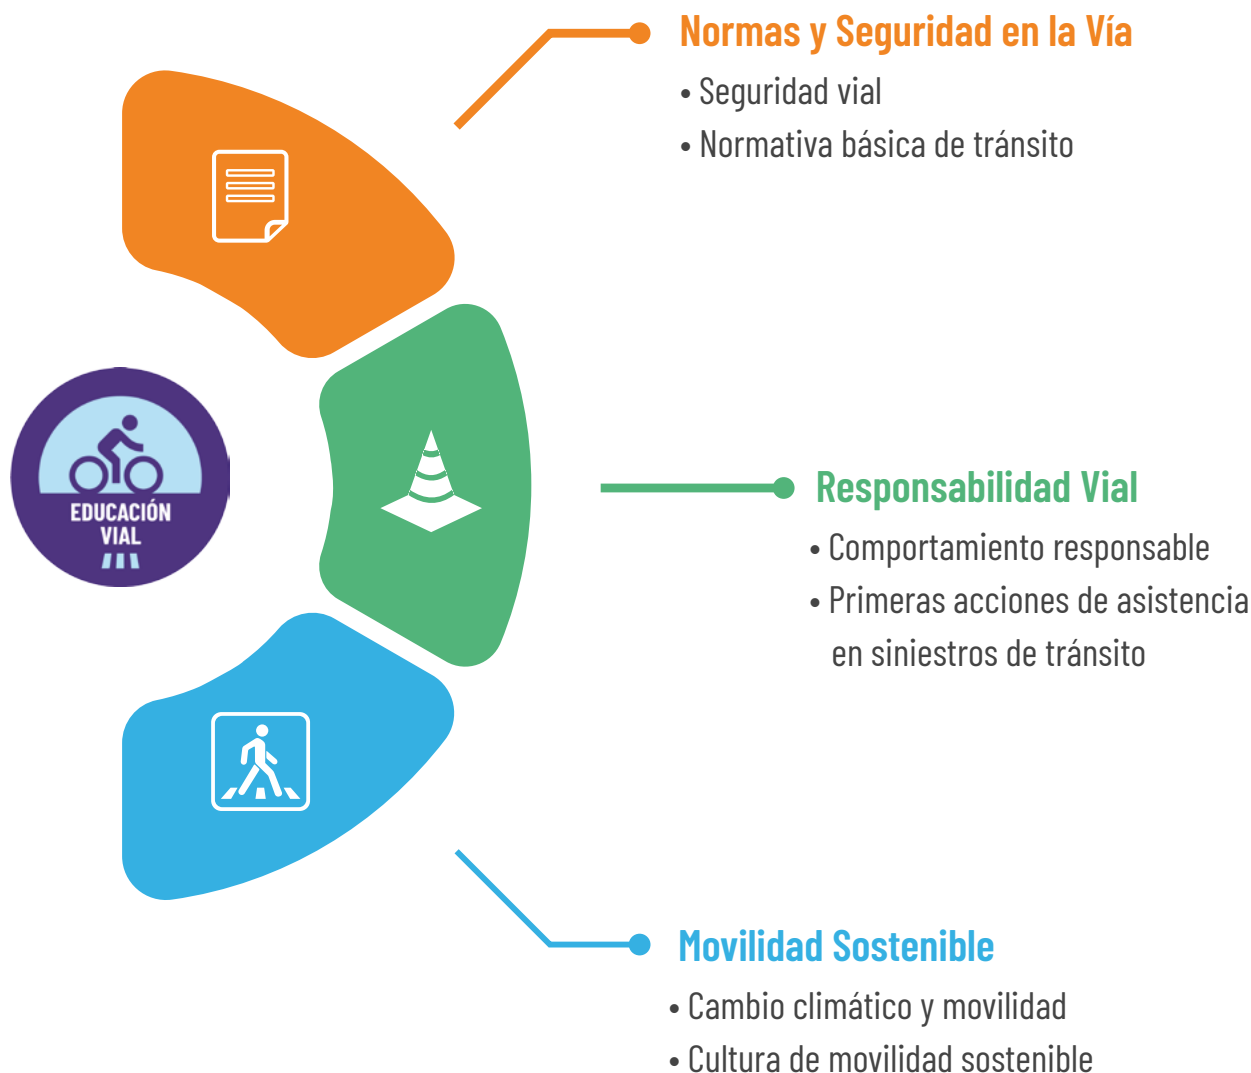 Normas y Seguridad en la Vía
• Seguridad vial
• Normativa básica de tránsito
EDUCACIÓN
VIAL
Responsabilidad Vial
• Comportamiento responsable
• Primeras acciones de asistencia
en siniestros de tránsito
Movilidad Sostenible
• Cambio climático y movilidad
• Cultura de movilidad sostenible